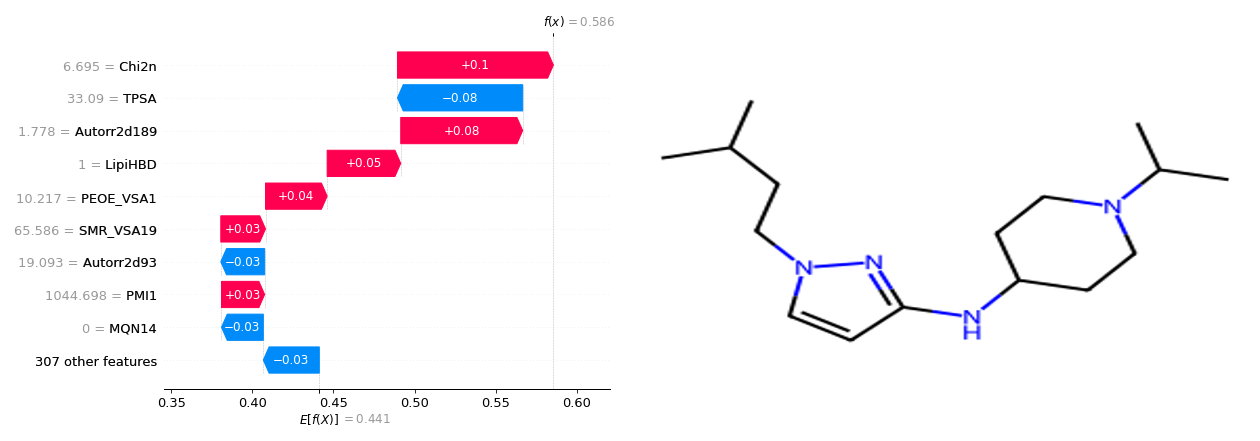 f(x) = 0.586
6.695 = Chi2n
+0.1
33.09 = TPSA
−0.08
1.778 = Autorr2d189
+0.08
1 = LipiHBD
+0.05
10.217 = PEOE_VSA1
+0.04
65.586 = SMR_VSA19
+0.03
19.093 = Autorr2d93
−0.03
1044.698 = PMI1
+0.03
0 = MQN14
−0.03
307 other features
−0.03
0.35 0.40 0.45 0.50 0.55 0.60
E[f(X)] = 0.441
N
N
N
H
N